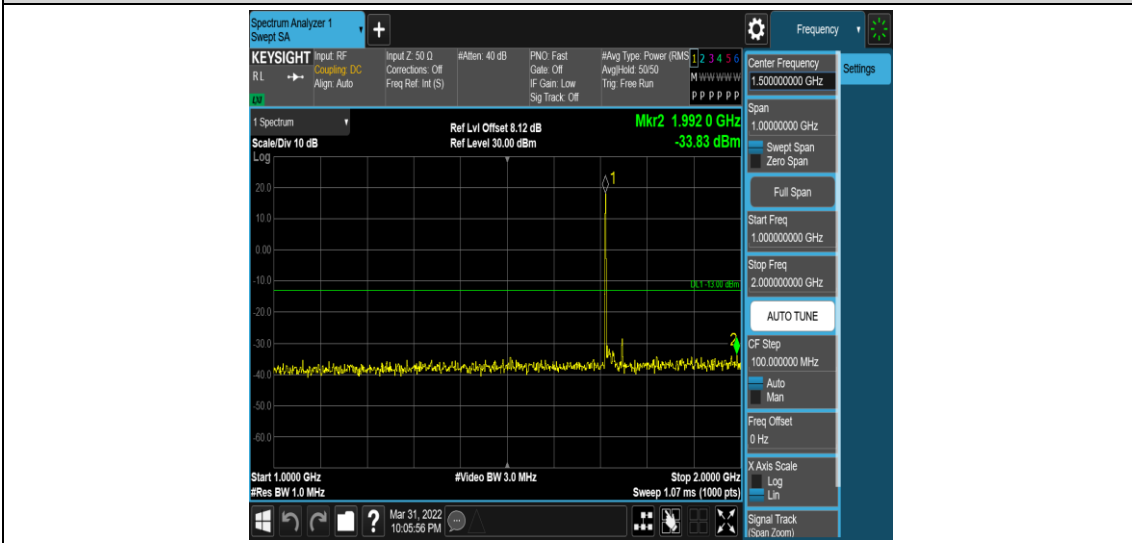 Spectrum Analyzer 1
Swept SA
+
Frequency
KEYSIGHT
R L
Input: RF
Coupling: DC
Align: Auto
Input Z: 50 Ω
Corrections: Off
Freq Ref: Int (S)
#Atten: 40 dB
PNO: Fast
Gate: Off
IF Gain: Low
Sig Track: Off
#Avg Type: Power (RMS
Avg|Hold: 50/50
Trig: Free Run
1 2 3 4 5 6
M W W W W W
P P P P P P
1 Spectrum
Scale/Div 10 dB
Log
Ref Lvl Offset 8.12 dB
Ref Level 30.00 dBm
Mkr2 1.992 0 GHz
-33.83 dBm
20.0
10.0
0.00
-10.0
-20.0
-30.0
-40.0
-50.0
-60.0
1
DL1 -13.00 dBm
2
Start 1.0000 GHz
#Res BW 1.0 MHz
#Video BW 3.0 MHz
Stop 2.0000 GHz
Sweep 1.07 ms (1000 pts)
?
Mar 31, 2022
10:05:56 PM
Center Frequency
1.500000000 GHz
Settings
Span
1.00000000 GHz
Swept Span
Zero Span
Full Span
Start Freq
1.000000000 GHz
Stop Freq
2.000000000 GHz
AUTO TUNE
CF Step
100.000000 MHz
Auto
Man
Freq Offset
0 Hz
X Axis Scale
Log
Lin
Signal Track
(Span Zoom)